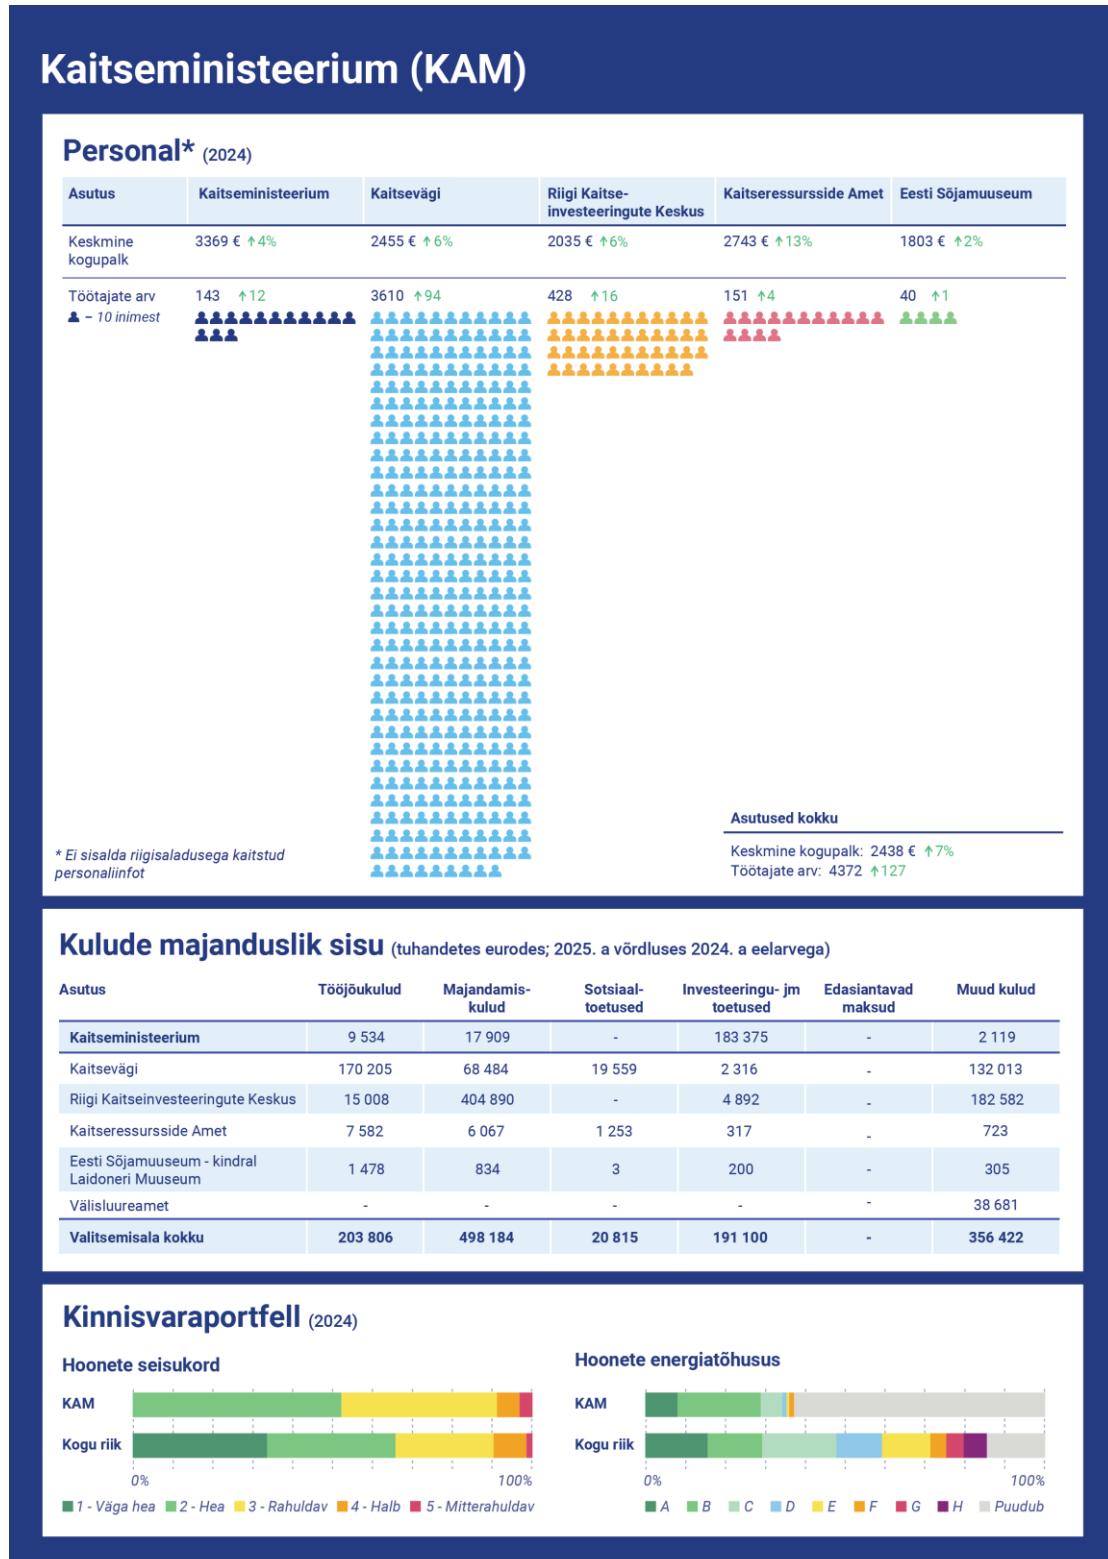 Kaitseministeerium (KAM)
Personal* (2024)
Asutus Kaitseministeerium Kaitsevägi Riigi Kaitse- Kaitseressursside Amet Eesti Sõjamuuseum
investeeringute Keskus
Keskmine 3369 € ↑4% 2455 € ↑6% 2035 € ↑6% 2743 € ↑13% 1803 € ↑2%
kogupalk
Töötajate arv 143 ↑12 3610 ↑94 428 ↑16 151 ↑4 40 ↑1
– 10 inimest
Asutused kokku
Keskmine kogupalk: 2438 € ↑7%
Töötajate arv: 4372 ↑127
* Ei sisalda riigisaladusega kaitstud
personaliinfot
Kulude majanduslik sisu (tuhandetes eurodes; 2025. a võrdluses 2024. a eelarvega)
Asutus Tööjõukulud Majandamis- Sotsiaal- Investeeringu- jm Edasiantavad Muud kulud
kulud toetused toetused maksud
Kaitseministeerium 9 534 17 909 - 183 375 - 2 119
Kaitsevägi 170 205 68 484 19 559 2 316 - 132 013
Riigi Kaitseinvesteeringute Keskus 15 008 404 890 - 4 892 - 182 582
Kaitseressursside Amet 7 582 6 067 1 253 317 - 723
Eesti Sõjamuuseum - kindral
Laidoneri Muuseum 1 478 834 3 200 - 305
Välisluureamet - - - - - 38 681
Valitsemisala kokku 203 806 498 184 20 815 191 100 - 356 422
Kinnisvaraportfell (2024)
Hoonete seisukord
KAM
Kogu riik
0% 100%
1 - Väga hea 2 - Hea 3 - Rahuldav 4 - Halb 5 - Mitterahuldav
Hoonete energiatõhusus
KAM
Kogu riik
0% 100%
A B C D E F G H Puudub